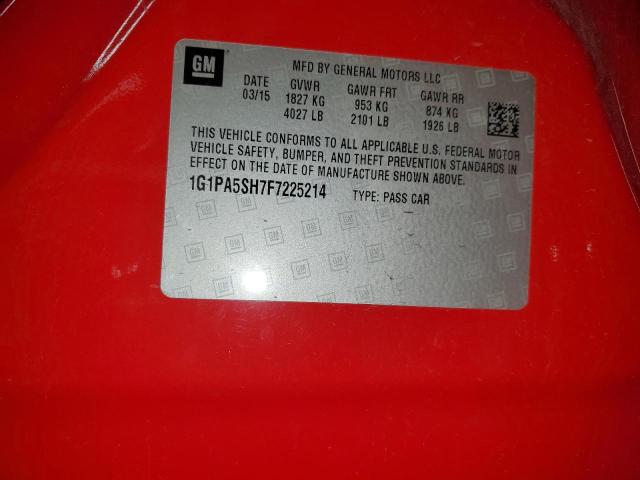 GM
MFD BY GENERAL MOTORS LLC
DATE GVWR GAWR FRT GAWR RR
03/15 1827 KG 953 KG 874 KG
4027 LB 2101 LB 1926 LB
THIS VEHICLE CONFORMS TO ALL APPLICABLE U.S. FEDERAL MOTOR
VEHICLE SAFETY, BUMPER, AND THEFT PREVENTION STANDARDS IN
EFFECT ON THE DATE OF MANUFACTURE SHOWN ABOVE.
1G1PA5SH7F7225214 TYPE: PASS CAR